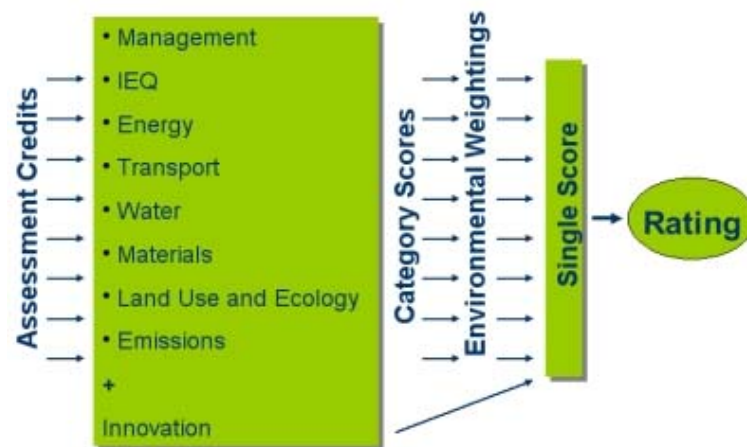 Assessment Credits
• Management
• IEQ
• Energy
• Transport
• Water
• Materials
• Land Use and Ecology
• Emissions
+
Innovation
Category Scores
Environmental Weightings
Single Score
Rating